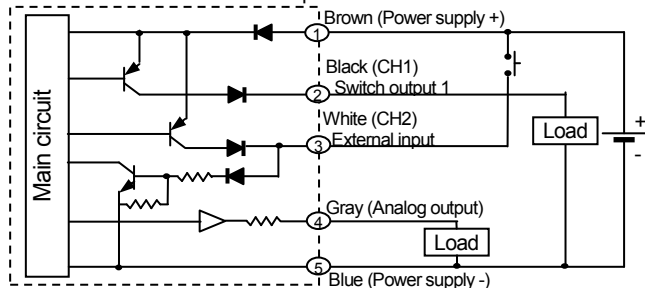 Brown (Power supply +)
1
Black (CH1)
2
Switch output 1
White (CH2)
3
External input
Main circuit
Load
+
-
Gray (Analog output)
4
Load
5
Blue (Power supply -)